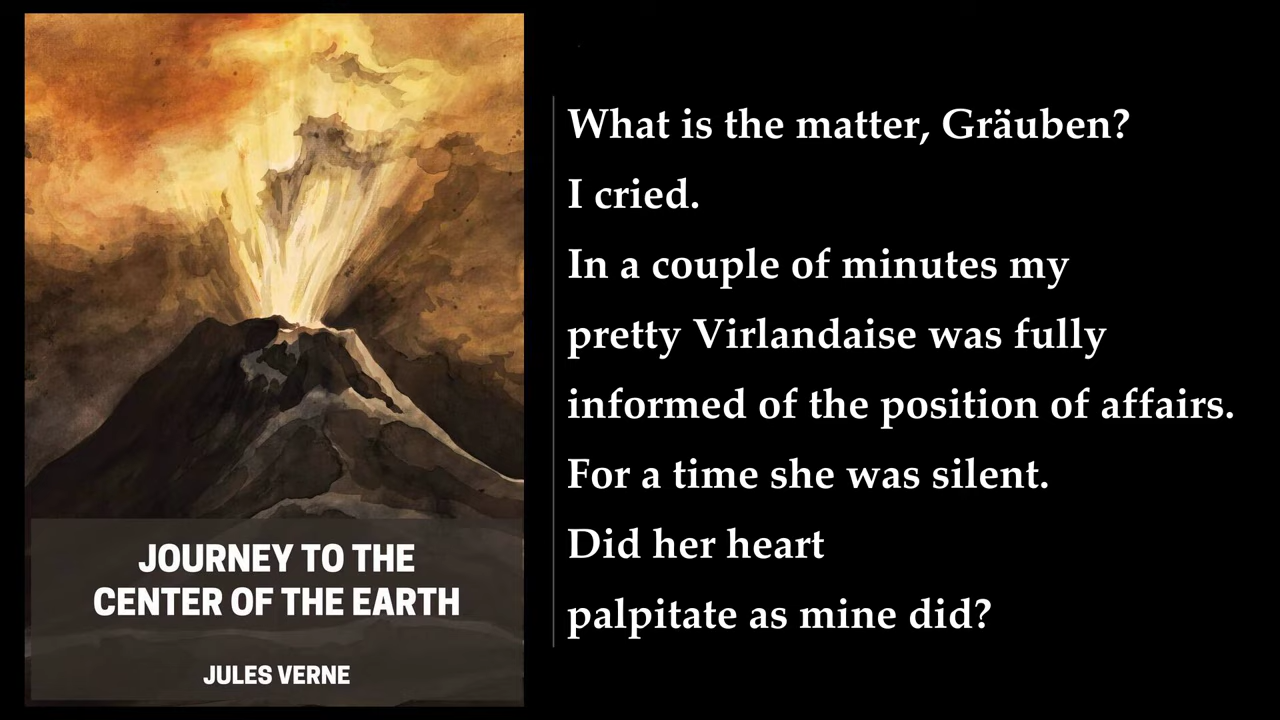 JOURNEY TO THE
CENTER OF THE EARTH
JULES VERNE
What is the matter, Gräuben?
I cried.
In a couple of minutes my
pretty Virlandaise was fully
informed of the position of affairs.
For a time she was silent.
Did her heart
palpitate as mine did?